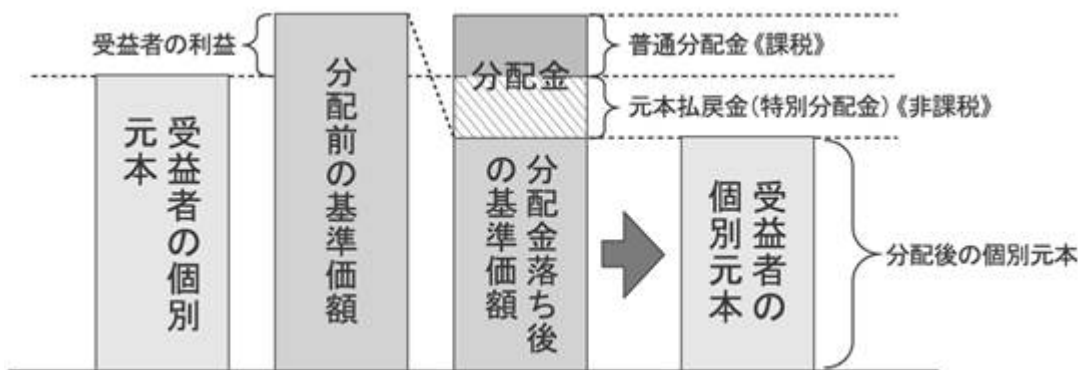 受益者の利益
受益者の個別
元本
分配前の基準価額
分配金
分配金落ち後
の基準価額
普通分配金《課税》
元本払戻金(特別分配金)《非課税》
受益者の
個別元本
分配後の個別元本